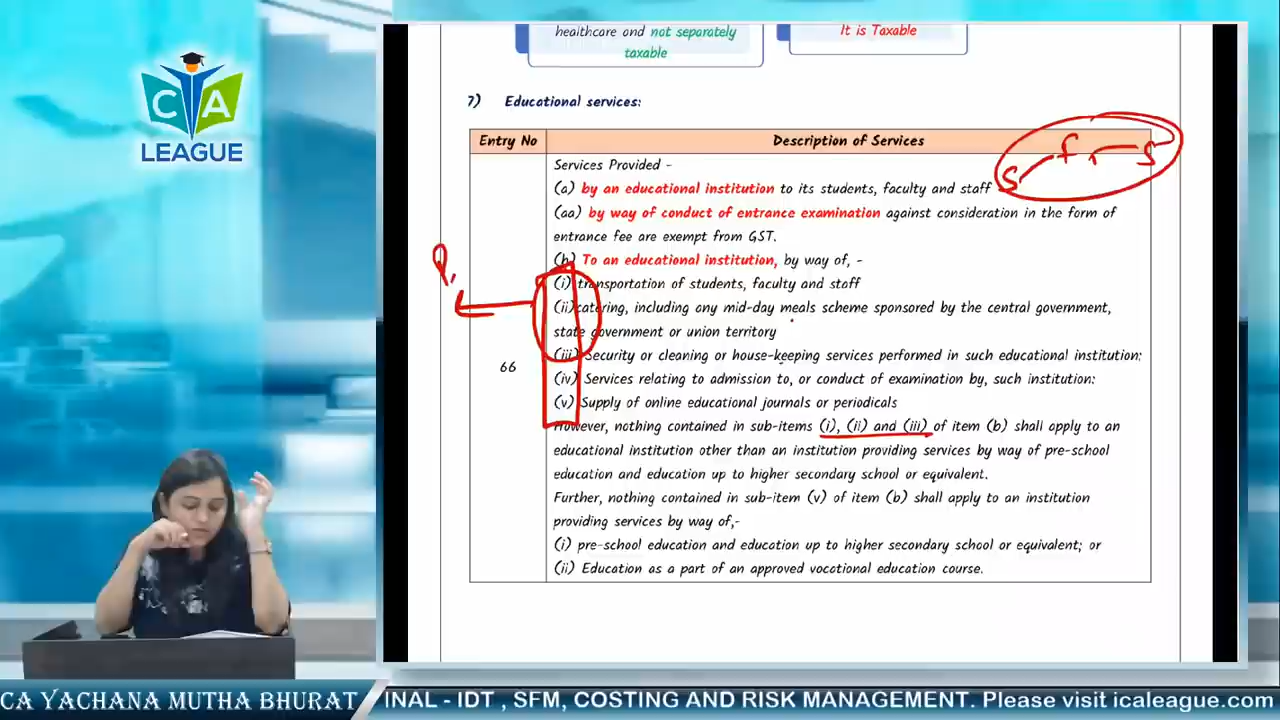 healthcare and not separately
taxable
It is Taxable
CA
LEAGUE
7) Educational services:
Entry No
Description of Services
S f S
Services Provided -
(a) by an educational institution to its students, faculty and staff
(aa) by way of conduct of entrance examination against consideration in the form of
entrance fee are exempt from GST.
(b) To an educational institution, by way of, -
(i) transportation of students, faculty and staff
(ii)catering, including any mid-day meals scheme sponsored by the central government,
state government or union territory
(iii) Security or cleaning or house-keeping services performed in such educational institution:
66
(iv) Services relating to admission to, or conduct of examination by, such institution:
(v) Supply of online educational journals or periodicals
However, nothing contained in sub-items (i), (ii) and (iii) of item (b) shall apply to an
educational institution other than an institution providing services by way of pre-school
education and education up to higher secondary school or equivalent.
Further, nothing contained in sub-item (v) of item (b) shall apply to an institution
providing services by way of,-
(i) pre-school education and education up to higher secondary school or equivalent; or
(ii) Education as a part of an approved vocational education course.
CA YACHANA MUTHA BHURAT
INAL - IDT , SFM, COSTING AND RISK MANAGEMENT. Please visit icaleague.com